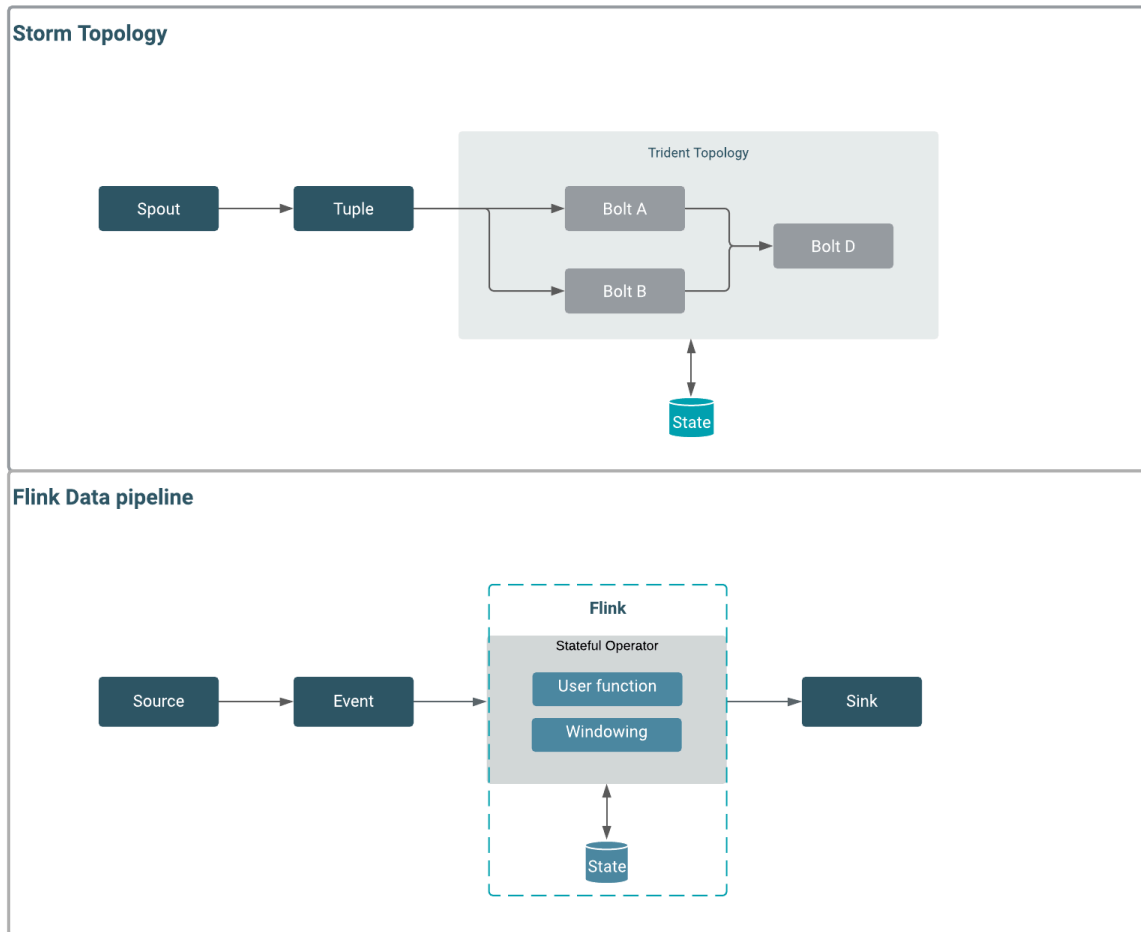 Storm Topology
Trident Topology
Spout
Tuple
Bolt A
Bolt D
Bolt B
State
Flink Data pipeline
Flink
Stateful Operator
User function
Source
Event
Sink
Windowing
State